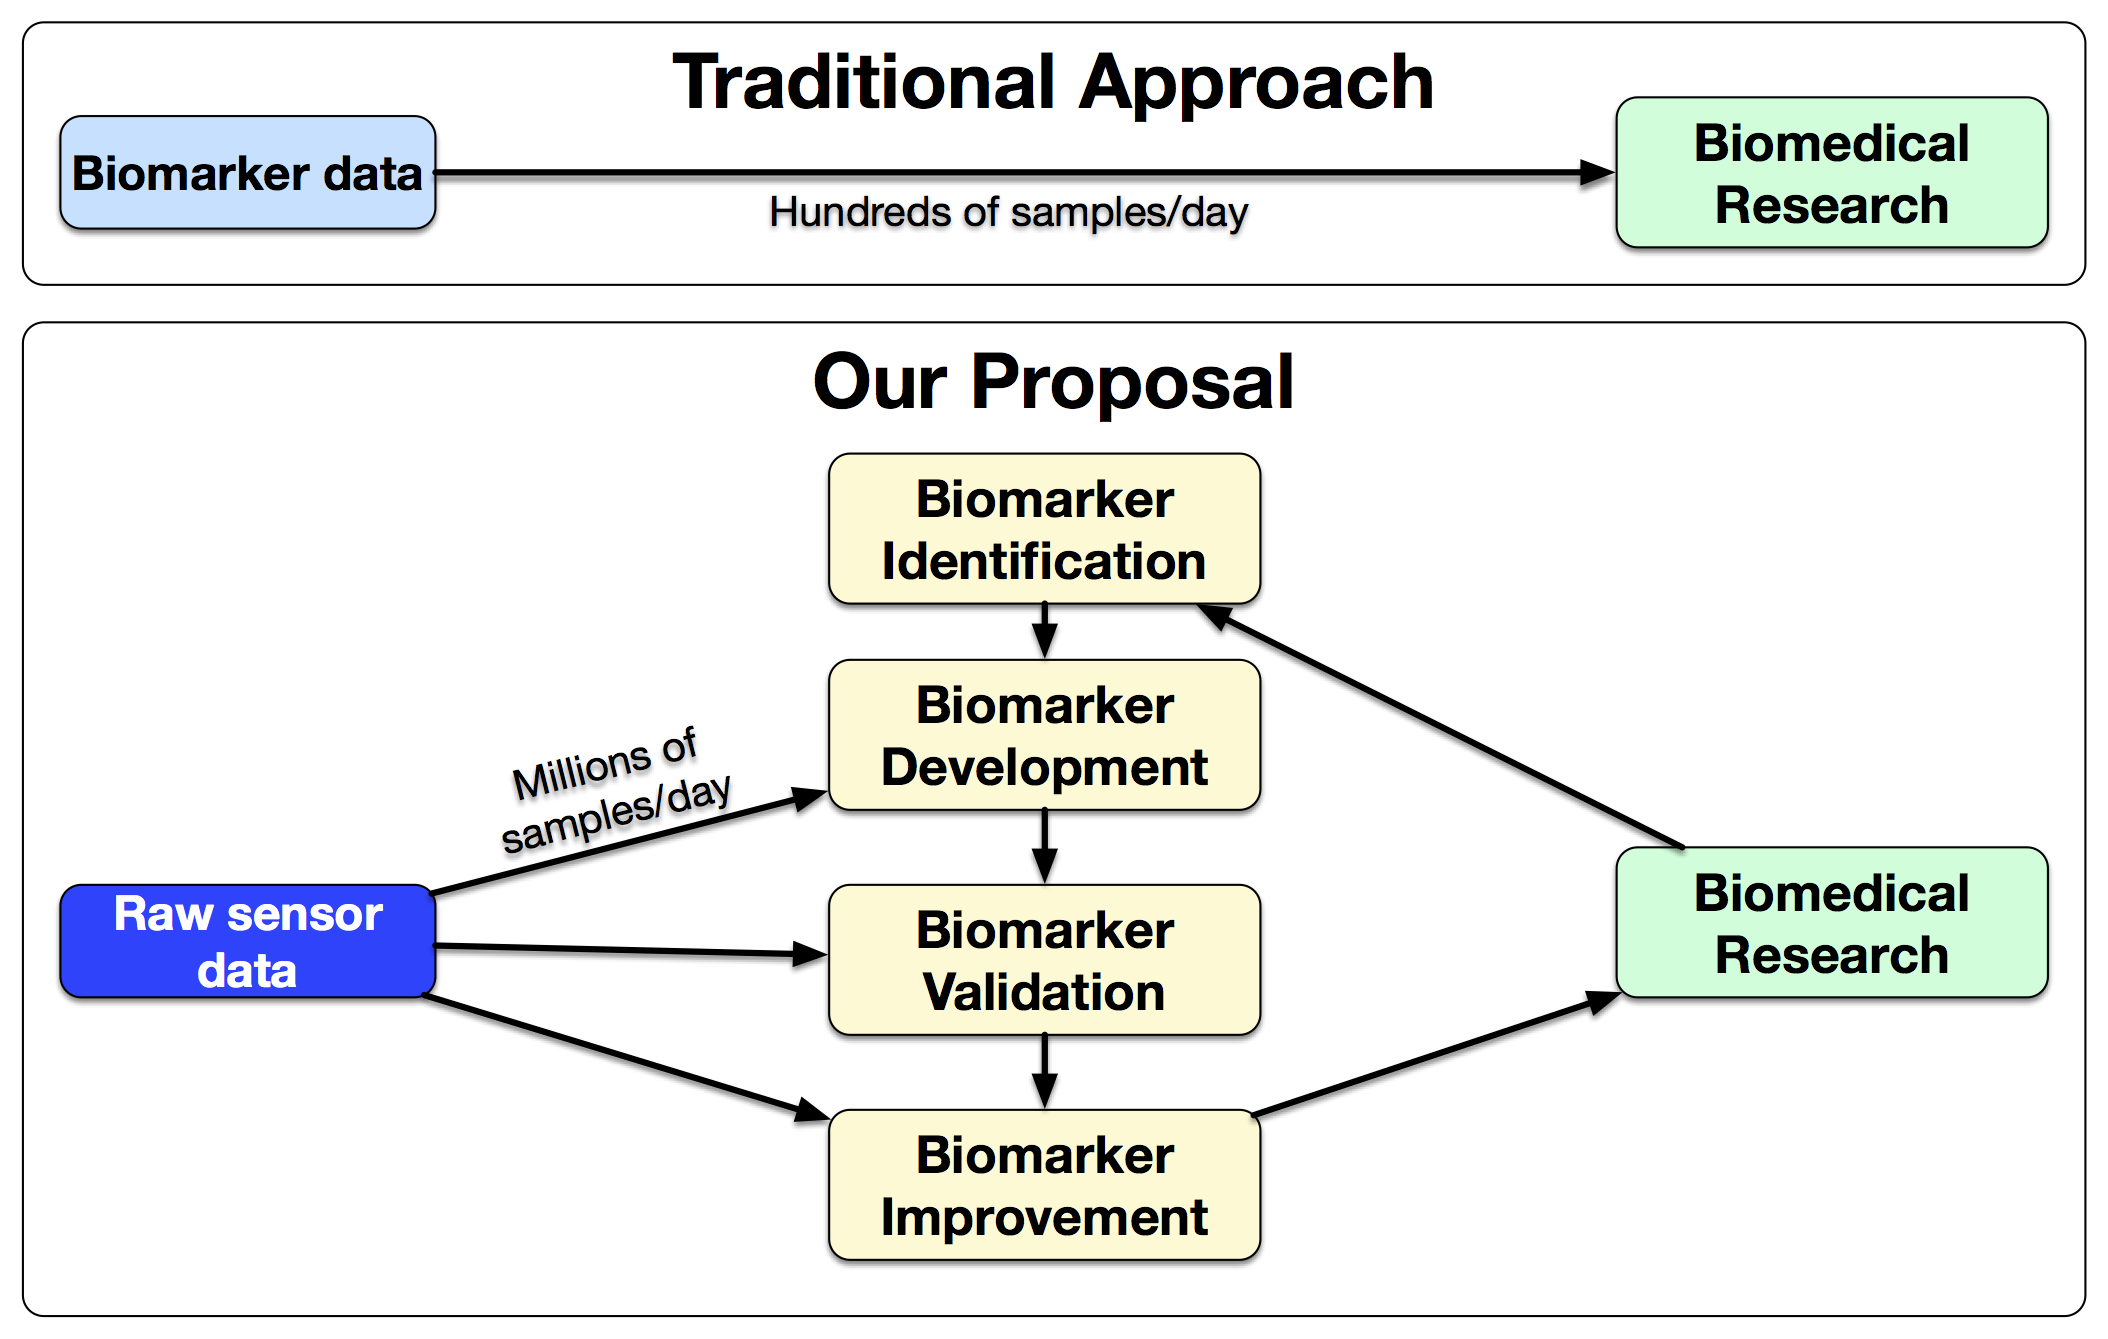 Traditional Approach
Biomarker data
Hundreds of samples/day
Biomedical
Research
Our Proposal
Biomarker
Identification
Biomarker
Development
Millions of
samples/day
Raw sensor
data
Biomarker
Validation
Biomedical
Research
Biomarker
Improvement